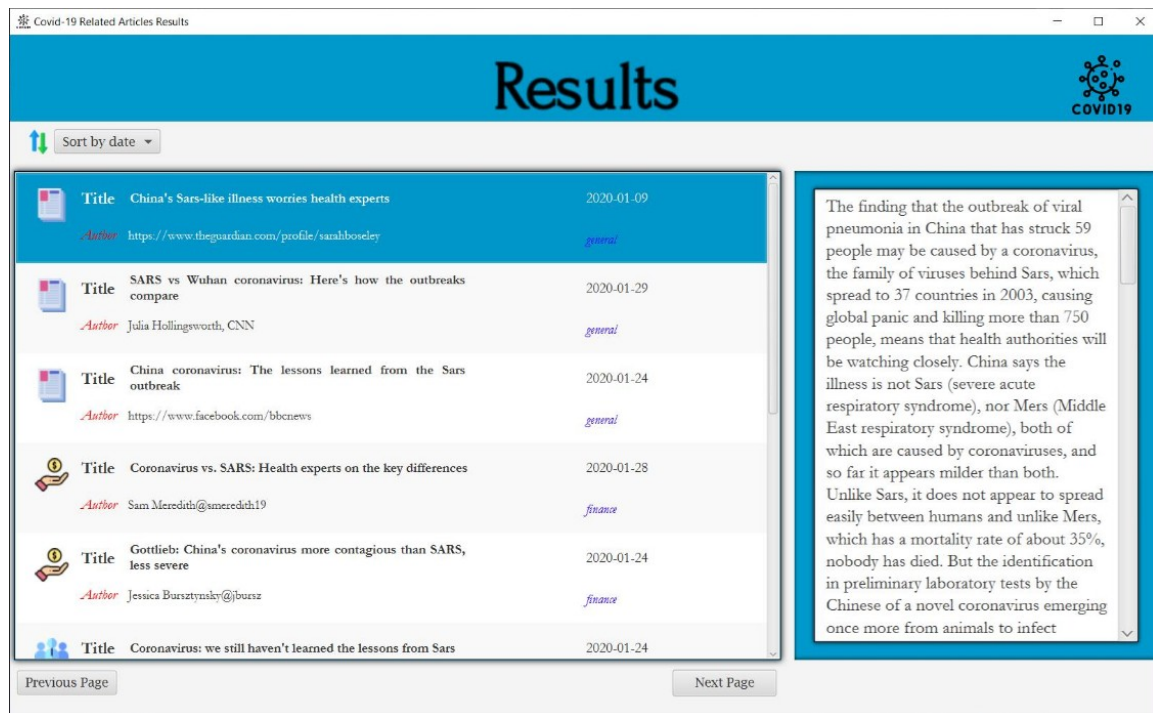 Covid-19 Related Articles Results
Results
COVID19
Sort by date
Title China's Sars-like illness worries health experts 2020-01-09
Author https://www.theguardian.com/profile/sarahboseley general
Title SARS vs Wuhan coronavirus: Here's how the outbreaks
compare 2020-01-29
Author Julia Hollingsworth, CNN general
Title China coronavirus: The lessons learned from the Sars
outbreak 2020-01-24
Author https://www.facebook.com/bbcnews general
Title Coronavirus vs. SARS: Health experts on the key differences 2020-01-28
Author Sam Meredith@smeredith19 finance
Title Gottlieb: China's coronavirus more contagious than SARS,
less severe 2020-01-24
Author Jessica Bursztynsky@jbursz finance
Title Coronavirus: we still haven't learned the lessons from Sars 2020-01-24
The finding that the outbreak of viral
pneumonia in China that has struck 59
people may be caused by a coronavirus,
the family of viruses behind Sars, which
spread to 37 countries in 2003, causing
global panic and killing more than 750
people, means that health authorities will
be watching closely. China says the
illness is not Sars (severe acute
respiratory syndrome), nor Mers (Middle
East respiratory syndrome), both of
which are caused by coronaviruses, and
so far it appears milder than both.
Unlike Sars, it does not appear to spread
easily between humans and unlike Mers,
which has a mortality rate of about 35%,
nobody has died. But the identification
in preliminary laboratory tests by the
Chinese of a novel coronavirus emerging
once more from animals to infect
Previous Page
Next Page